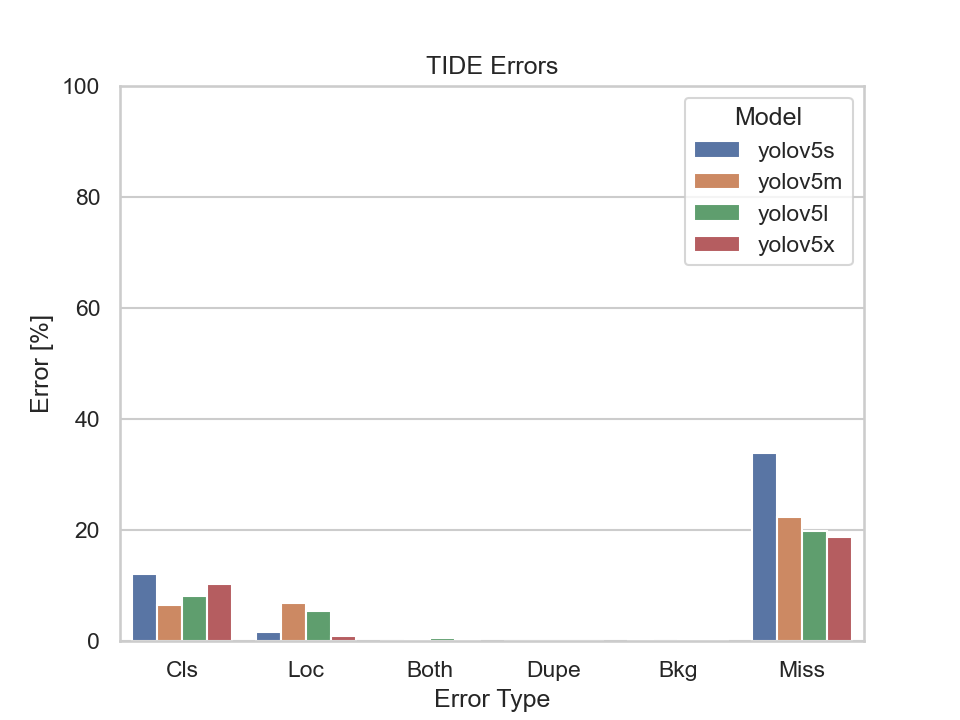 TIDE Errors
100
80
60
40
20
0
Error [%]
Model
yolov5s
yolov5m
yolov5l
yolov5x
Cls Loc Both Dupe Bkg Miss
Error Type